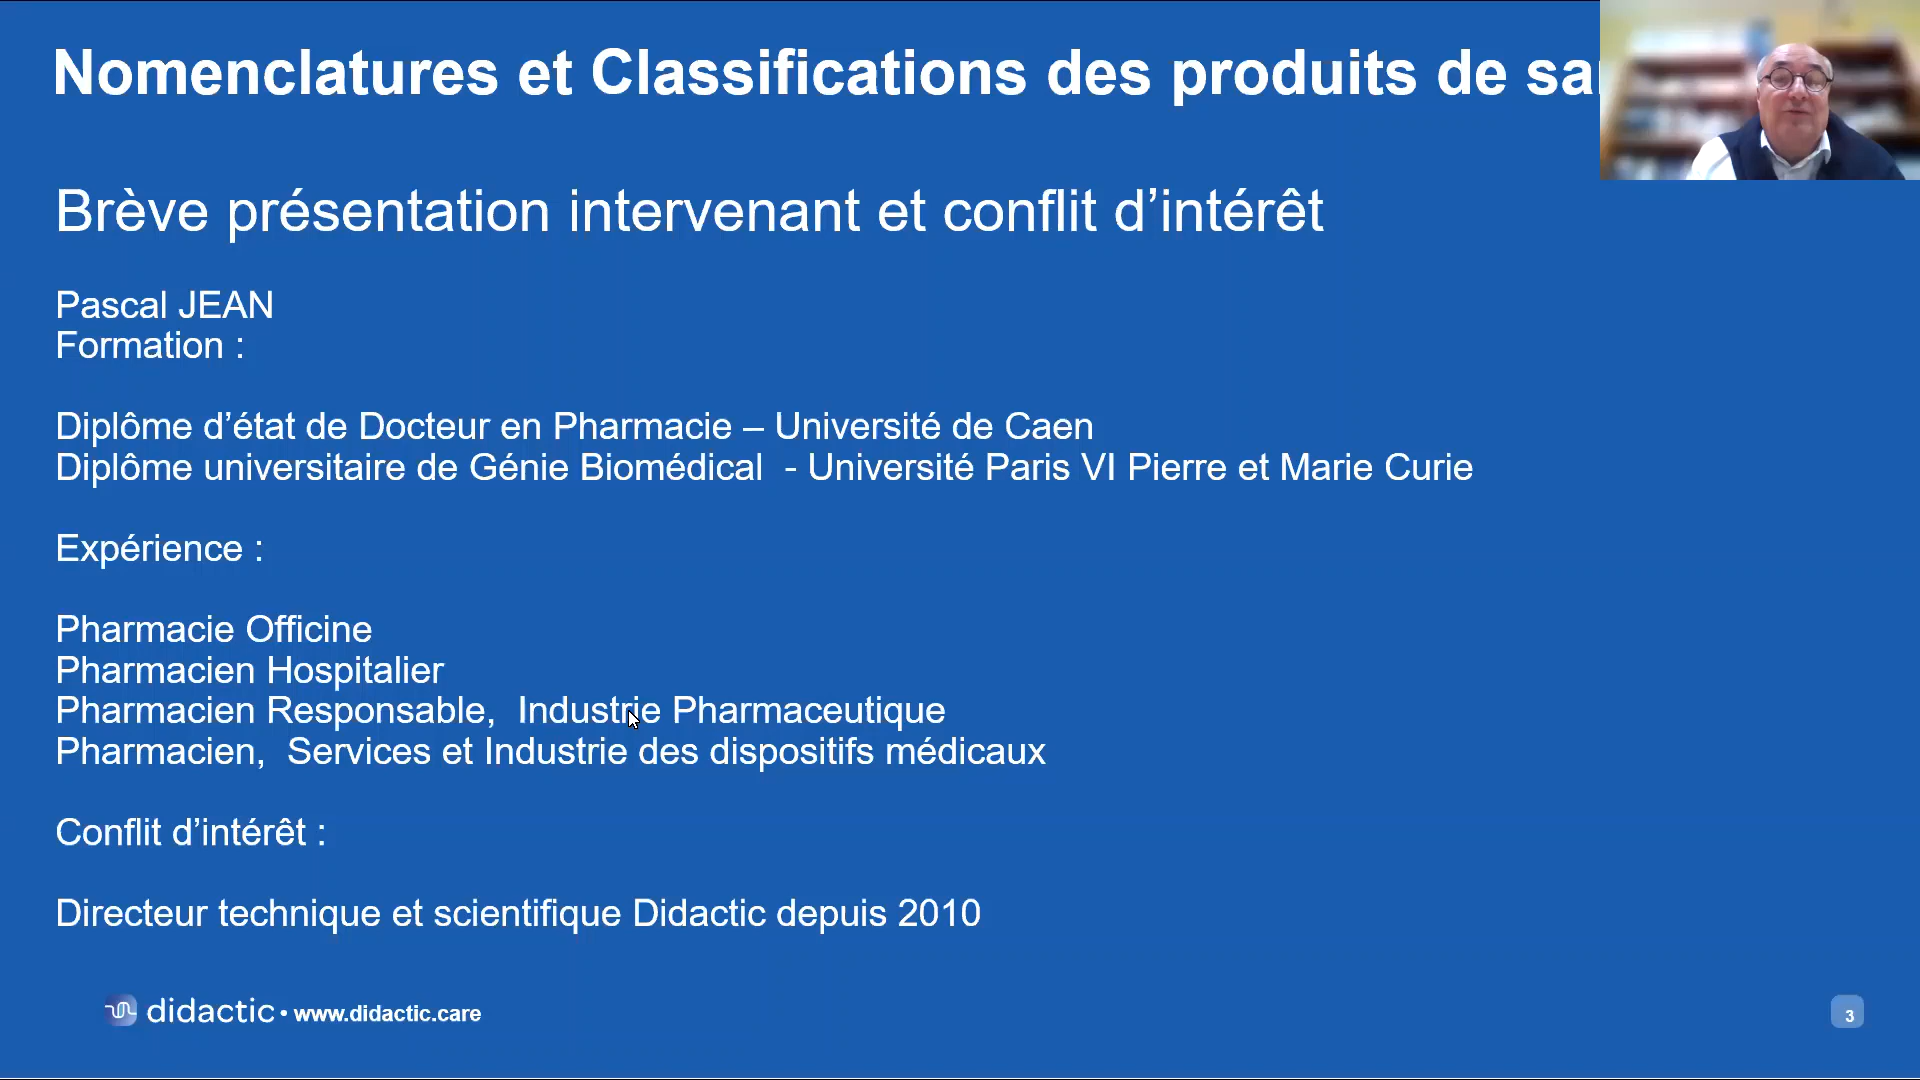 Nomenclatures et Classifications des produits de
Brève présentation intervenant et conflit d’intérêt
Pascal JEAN
Formation :
Diplôme d’état de Docteur en Pharmacie – Université de Caen
Diplôme universitaire de Génie Biomédical - Université Paris VI Pierre et Marie Curie
Expérience :
Pharmacie Officine
Pharmacien Hospitalier
Pharmacien Responsable, Industrie Pharmaceutique
Pharmacien, Services et Industrie des dispositifs médicaux
Conflit d’intérêt :
Directeur technique et scientifique Didactic depuis 2010
didactic • www.didactic.care
3